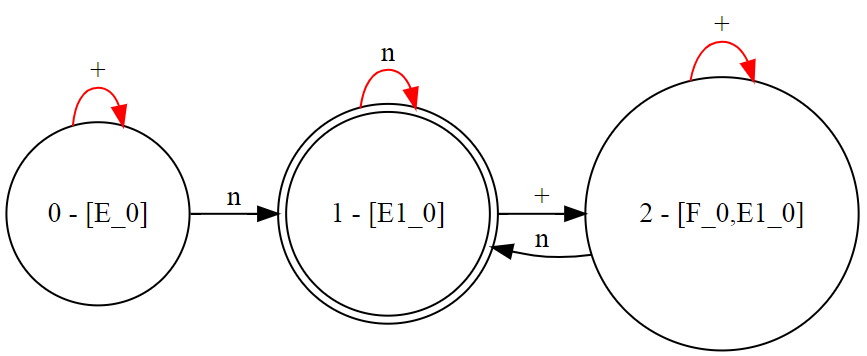 +
n
+
0 - [E_0]
n
1 - [E1_0]
+
n
2 - [F_0,E1_0]